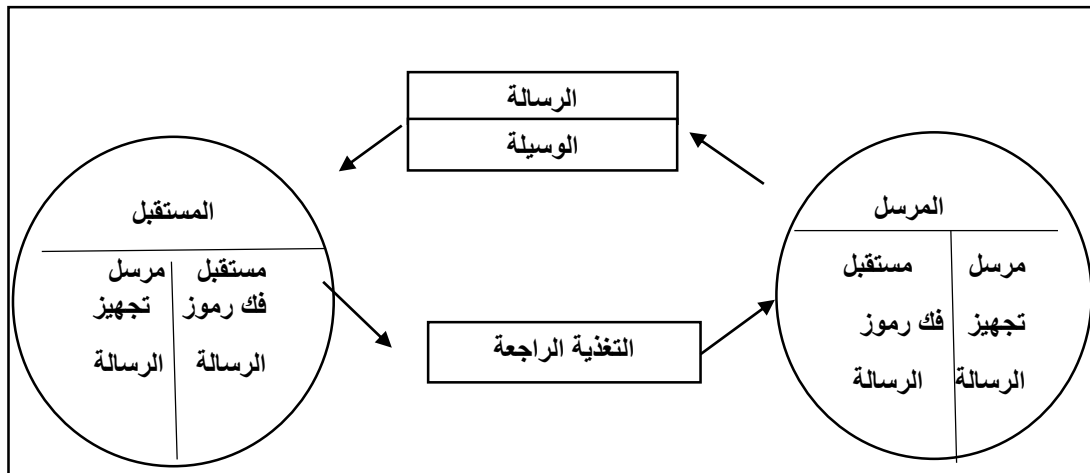 الرسالة
الوسيلة
المرسل
مرسل مستقبل
تجهيز فك رموز
الرسالة الرسالة
المستقبل
مستقبل مرسل
فك رموز تجهيز
الرسالة الرسالة
التغذية الراجعة